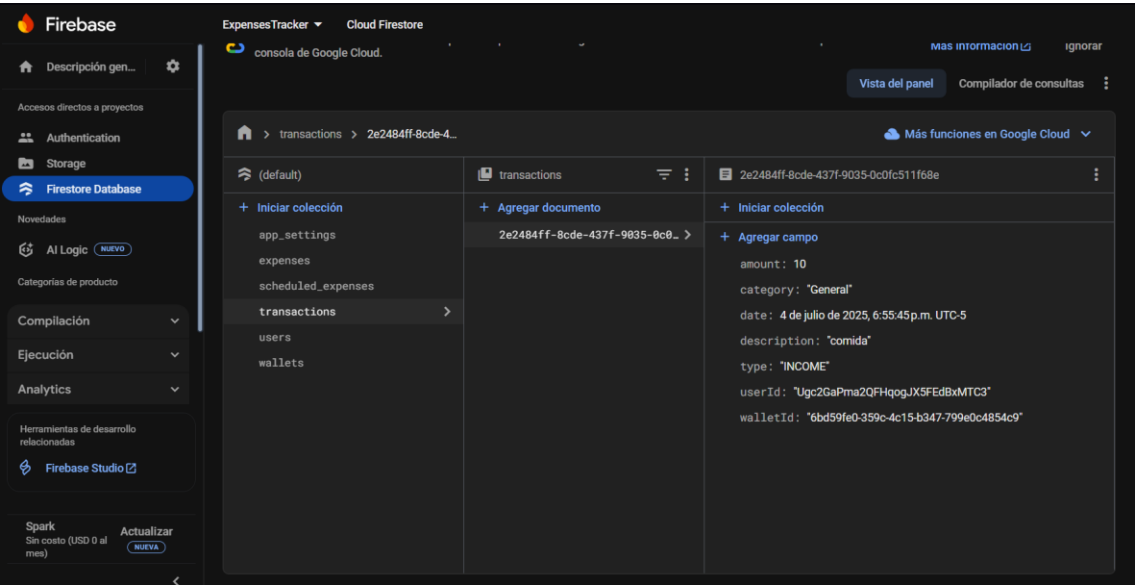 Firebase
ExpensesTracker
Cloud Firestore
consola de Google Cloud.
Más información
Ignorar
Descripción gen...
Vista del panel
Compilador de consultas
Accesos directos a proyectos
Authentication
Storage
Firestore Database
Novedades
AI Logic NUEVO
Categorías de producto
Compilación
Ejecución
Analytics
Herramientas de desarrollo
relacionadas
Firebase Studio
Spark
Sin costo (USD 0 al
mes)
Actualizar
NUEVA
> transactions > 2e2484ff-8cde-4...
Más funciones en Google Cloud
(default)
+ Iniciar colección
app_settings
expenses
scheduled_expenses
transactions
users
wallets
transactions
+ Agregar documento
2e2484ff-8cde-437f-9035-0c0…
2e2484ff-8cde-437f-9035-0c0fc511f68e
+ Iniciar colección
+ Agregar campo
amount: 10
category: "General"
date: 4 de julio de 2025, 6:55:45 p.m. UTC-5
description: "comida"
type: "INCOME"
userId: "Ugc2GaPma2QFHqogJX5FEdBxMTC3"
walletId: "6bd59fe0-359c-4c15-b347-799e0c4854c9"